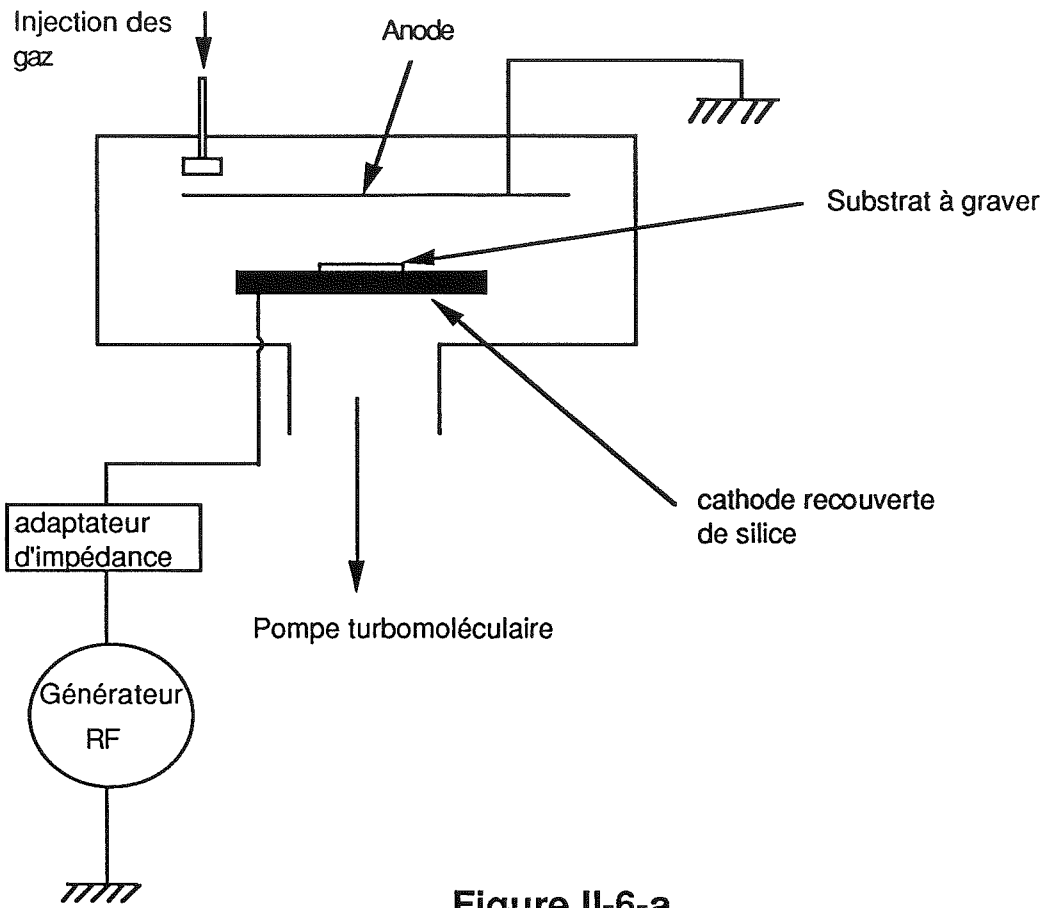 Injection des
gaz
Anode
Substrat à graver
cathode recouverte
de silice
adaptateur
d'impédance
Pompe turbomoléculaire
Générateur
RF
Figure II-6-a